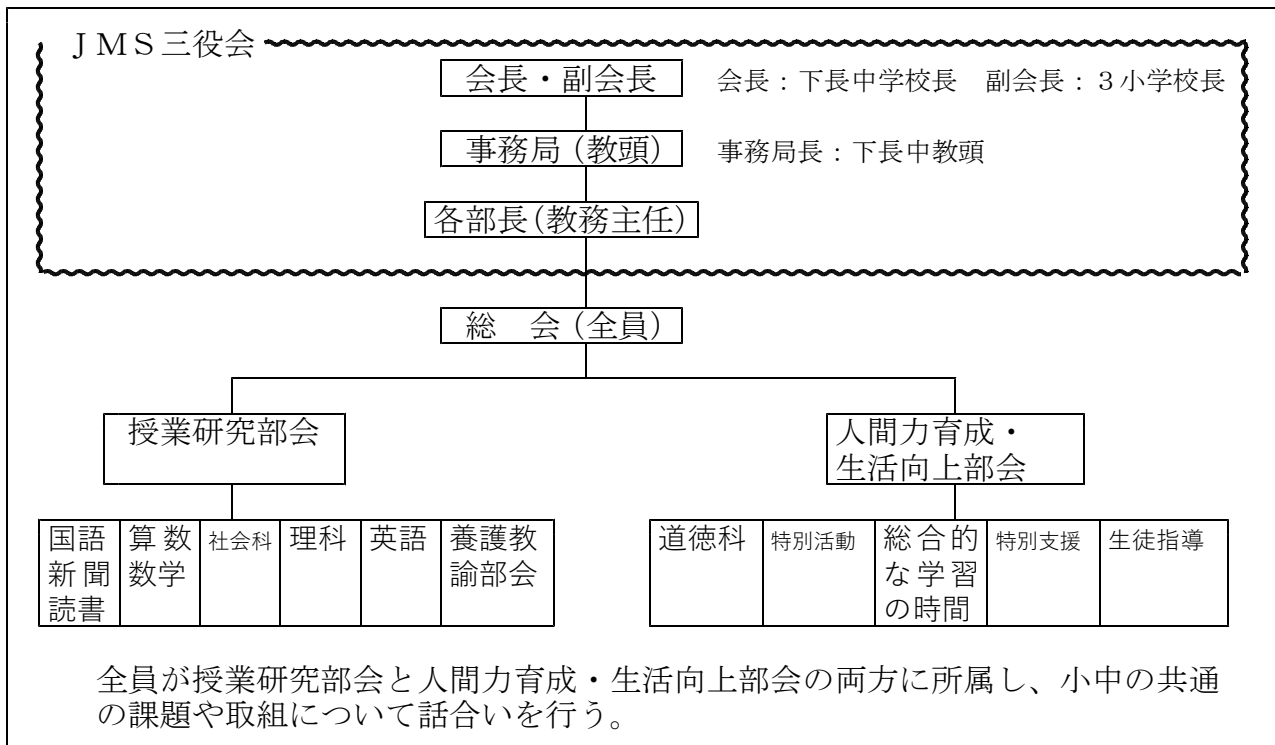 ＪＭＳ三役会
会長・副会長
会長：下長中学校長　副会長：３小学校長
事務局（教頭）
事務局長：下長中教頭
各部長（教務主任）
総　会（全員）
授業研究部会
人間力育成・
生活向上部会
国語
新聞
読書
算数
数学
社会科
理科
英語
養護教
諭部会
道徳科
特別活動
総合的
な学習
の時間
特別支援
生徒指導
全員が授業研究部会と人間力育成・生活向上部会の両方に所属し、小中の共通
の課題や取組について話合いを行う。